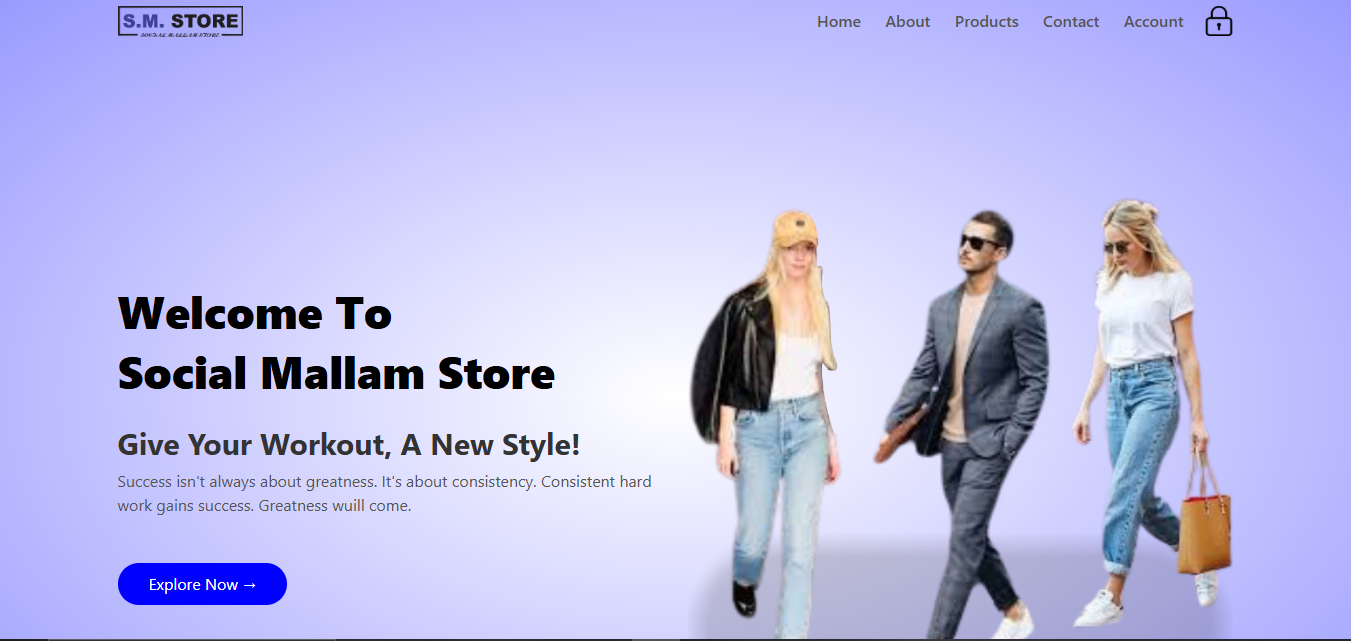 S.M. STORE
SOCIAL MALLAM STORE
Home About Products Contact Account
Welcome To
Social Mallam Store
Give Your Workout, A New Style!
Success isn't always about greatness. It's about consistency. Consistent hard
work gains success. Greatness wuill come.
Explore Now →